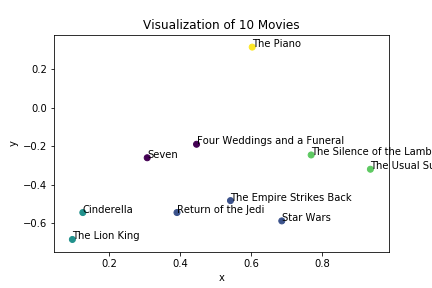 Visualization of 10 Movies
The Piano
0.2
0.0
y
Four Weddings and a Funeral
−0.2
Seven
The Silence of the Lamb
The Usual Su
−0.4
The Empire Strikes Back
Cinderella
Return of the Jedi
Star Wars
−0.6
The Lion King
0.2 0.4 0.6 0.8
x